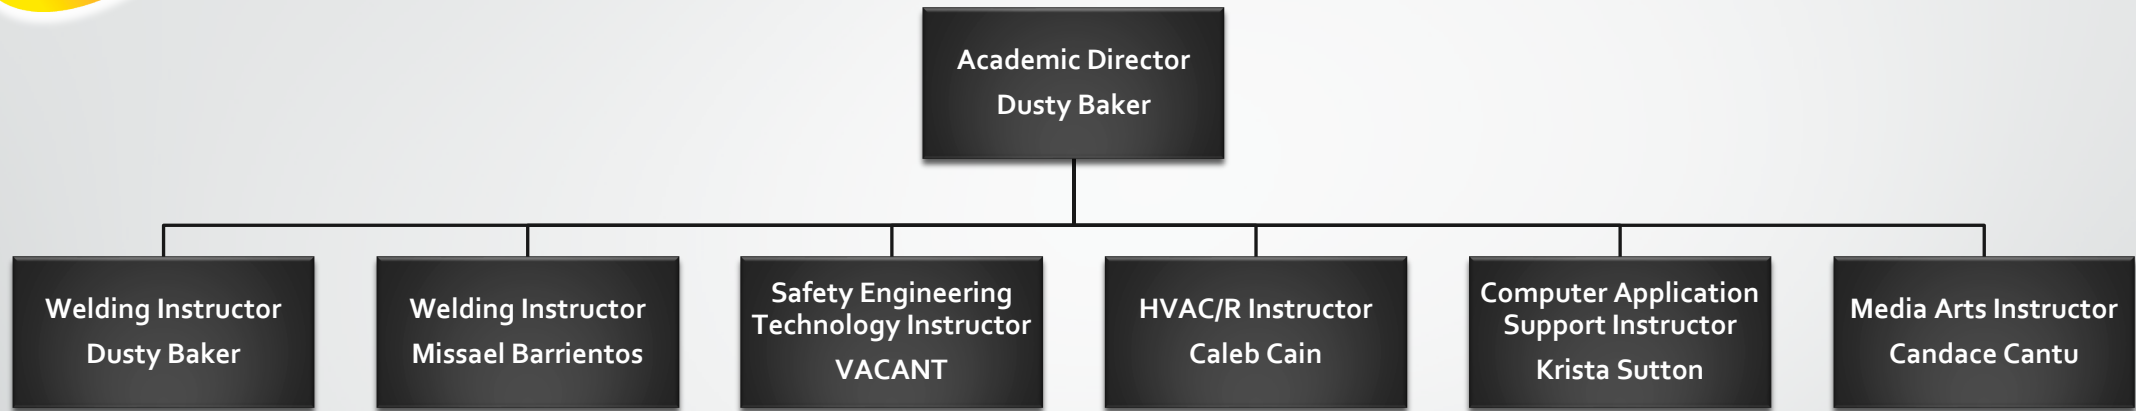 Academic Director
Dusty Baker
Welding Instructor
Dusty Baker
Welding Instructor
Missael Barrientos
Safety Engineering
Technology Instructor
VACANT
HVAC/R Instructor
Caleb Cain
Computer Application
Support Instructor
Krista Sutton
Media Arts Instructor
Candace Cantu